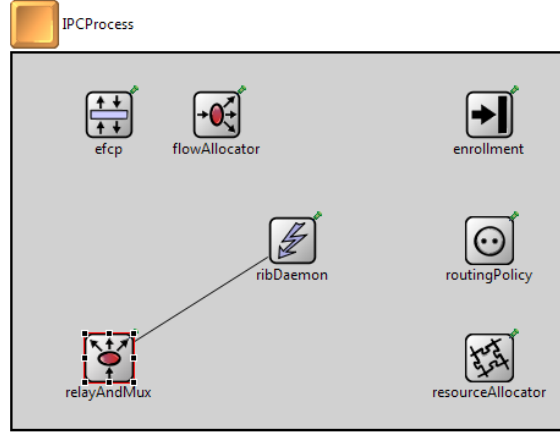 IPCProcess
efcp
flowAllocator
enrollment
ribDaemon
routingPolicy
relayAndMux
resourceAllocator